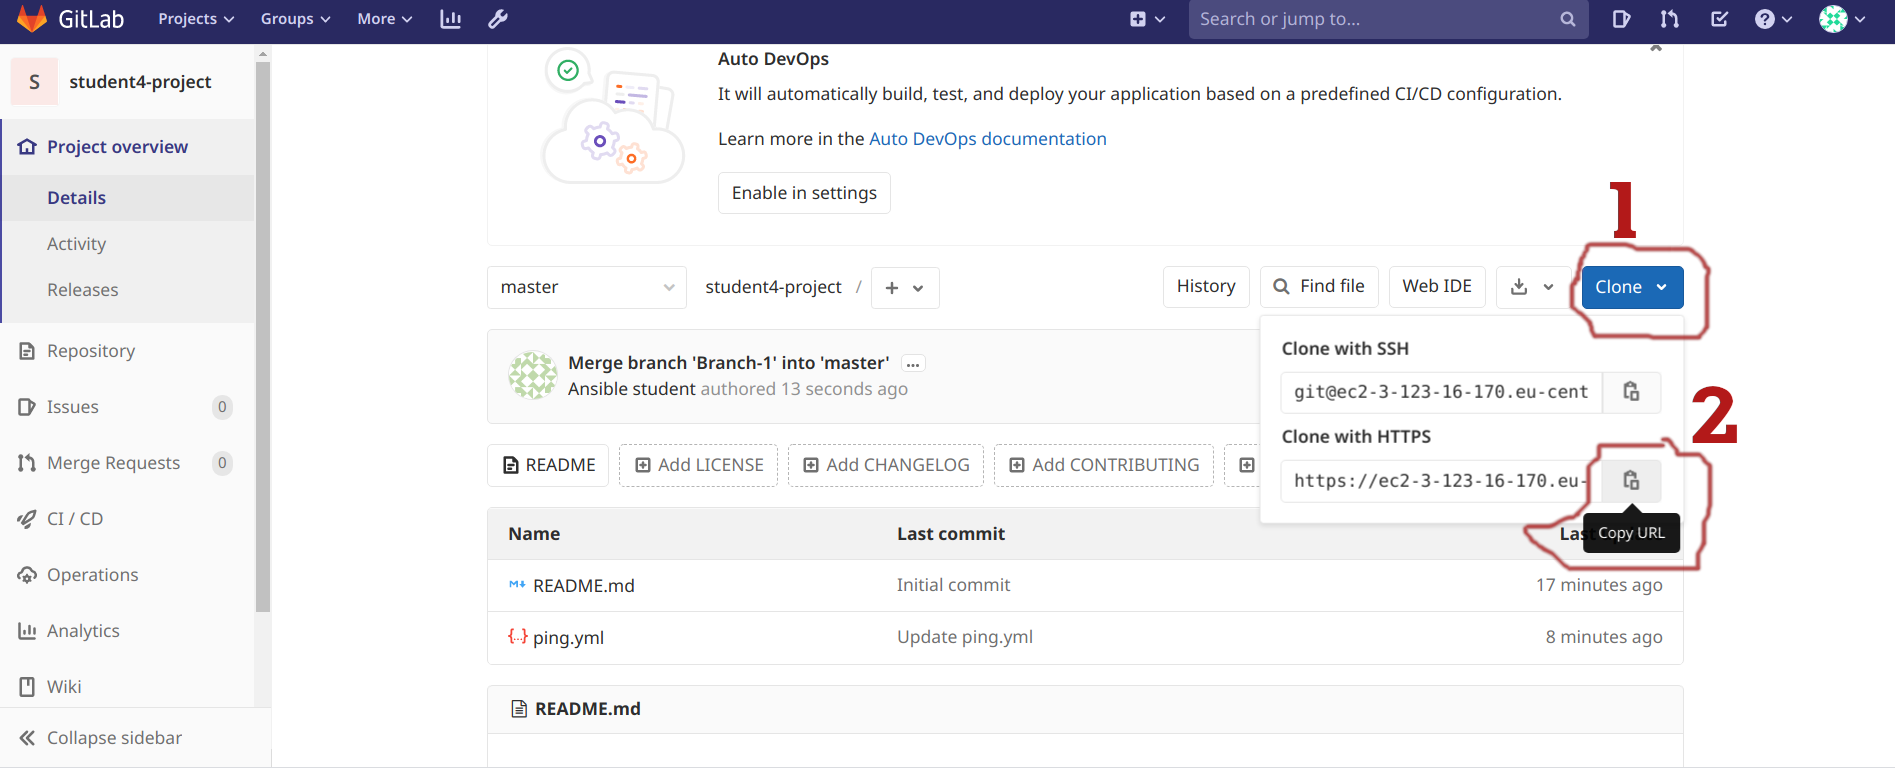 GitLab Projects Groups More Search or jump to...
S student4-project
Project overview
Details
Activity
Releases
Repository
Issues 0
Merge Requests 0
CI / CD
Operations
Analytics
Wiki
Collapse sidebar
Auto DevOps
It will automatically build, test, and deploy your application based on a predefined CI/CD configuration.
Learn more in the Auto DevOps documentation
Enable in settings
1
master student4-project / + History Find file Web IDE Clone
Clone with SSH
git@ec2-3-123-16-170.eu-cent
2
Clone with HTTPS
https://ec2-3-123-16-170.eu-
Copy URL
Merge branch 'Branch-1' into 'master' ...
Ansible student authored 13 seconds ago
README Add LICENSE Add CHANGELOG Add CONTRIBUTING
Name Last commit
README.md Initial commit 17 minutes ago
ping.yml Update ping.yml 8 minutes ago
README.md